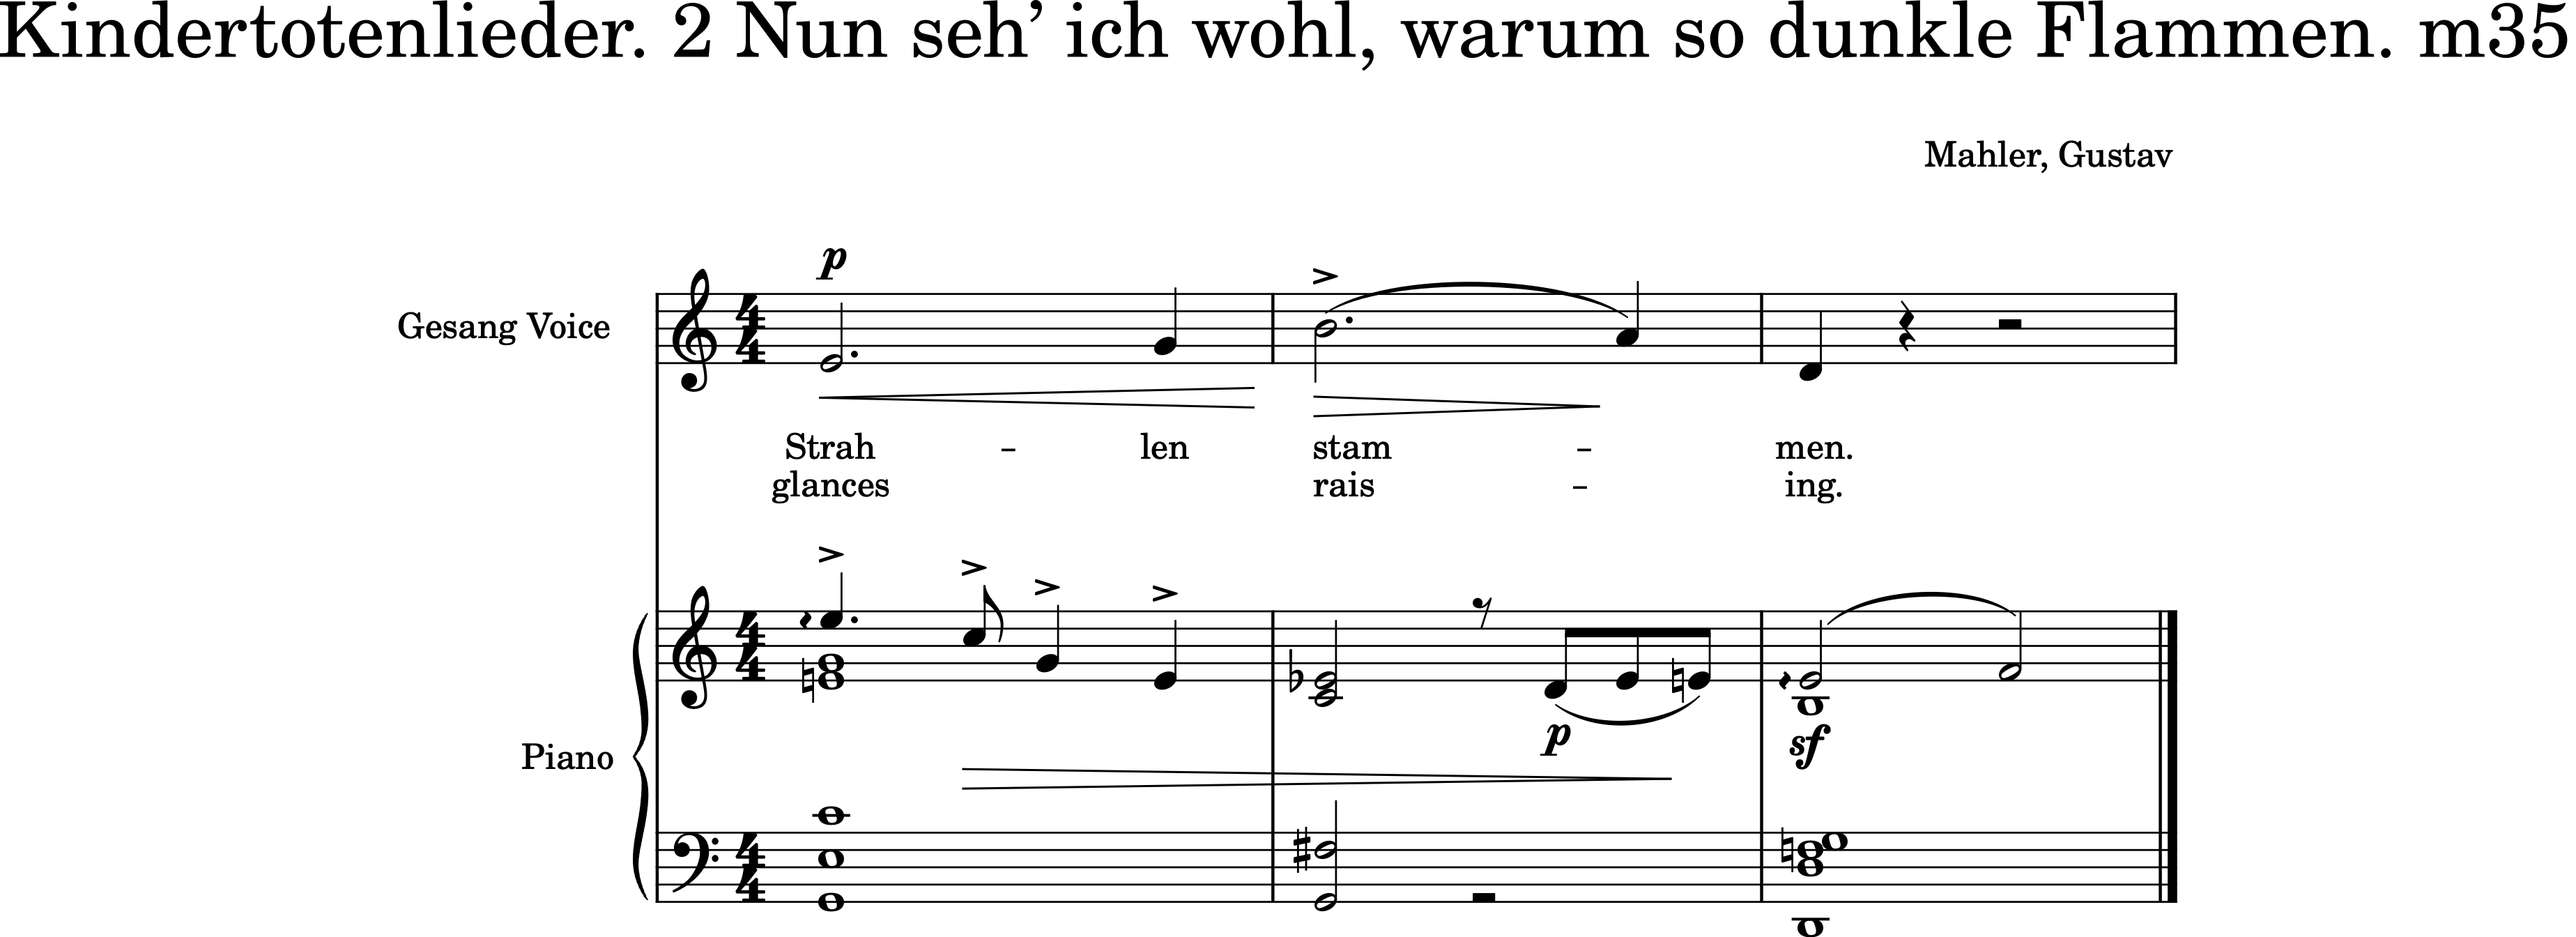 Kindertotenlieder. 2 Nun seh’ ich wohl, warum so dunkle Flammen. m35
Mahler, Gustav
p
Gesang Voice
Strah – len stam – men.
glances rais – ing.
p
sf
Piano